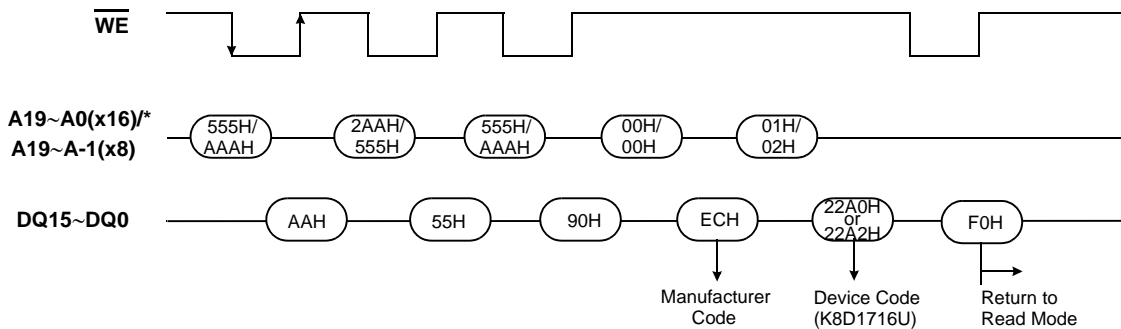 WE
A19~A0(x16)/*
A19~A-1(x8)
555H/
AAAH
2AAH/
555H
555H/
AAAH
00H/
00H
01H/
02H
DQ15~DQ0
AAH
55H
90H
ECH
22A0H
or
22A2H
F0H
Manufacturer
Code
Device Code
(K8D1716U)
Return to
Read Mode